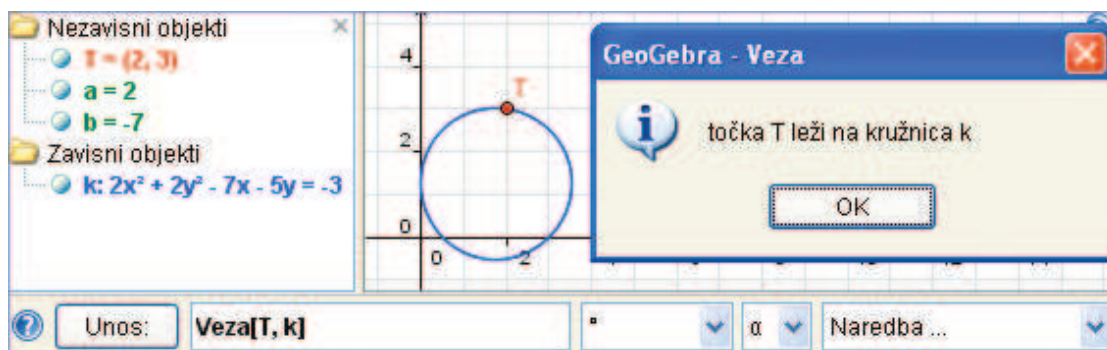 Nezavisni objekti
T = (2, 3)
a = 2
b = -7
Zavisni objekti
k: 2x² + 2y² - 7x - 5y = -3
4
2
0
0
2
T
GeoGebra - Veza
točka T leži na kružnica k
OK
Unos:
Veza[T, k]
°
α
Naredba ...